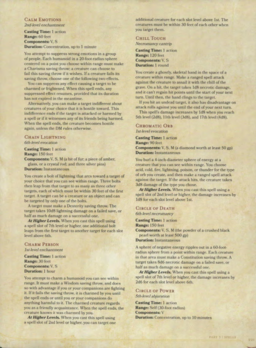 CALM EMOTIONS
2nd-level enchantment
Casting Time: 1 action
Range: 60 feet
Components: V, S
Duration: Concentration, up to 1 minute
You attempt to suppress strong emotions in a group
of people. Each humanoid in a 20-foot-radius sphere
centered on a point you choose within range must make
a Charisma saving throw; a creature can choose to
fail this saving throw if it wishes. If a creature fails its
saving throw, choose one of the following two effects.
You can suppress any effect causing a target to be
charmed or frightened. When this spell ends, any
suppressed effect resumes, provided that its duration
has not expired in the meantime.
Alternatively, you can make a target indifferent about
creatures of your choice that it is hostile toward. This
indifference ends if the target is attacked or harmed by
a spell or if it witnesses any of its friends being harmed.
When the spell ends, the creature becomes hostile
again, unless the DM rules otherwise.
CHAIN LIGHTNING
6th-level evocation
Casting Time: 1 action
Range: 150 feet
Components: V, S, M (a bit of fur; a piece of amber,
glass, or a crystal rod; and three silver pins)
Duration: Instantaneous
You create a bolt of lightning that arcs toward a target of
your choice that you can see within range. Three bolts
then leap from that target to as many as three other
targets, each of which must be within 30 feet of the first
target. A target can be a creature or an object and can
be targeted by only one of the bolts.
A target must make a Dexterity saving throw. The
target takes 10d8 lightning damage on a failed save, or
half as much damage on a successful one.
At Higher Levels. When you cast this spell using
a spell slot of 7th level or higher, one additional bolt
leaps from the first target to another target for each slot
level above 6th.
CHARM PERSON
1st-level enchantment
Casting Time: 1 action
Range: 30 feet
Components: V, S
Duration: 1 hour
You attempt to charm a humanoid you can see within
range. It must make a Wisdom saving throw, and does
so with advantage if you or your companions are fighting
it. If it fails the saving throw, it is charmed by you until
the spell ends or until you or your companions do
anything harmful to it. The charmed creature regards
you as a friendly acquaintance. When the spell ends, the
creature knows it was charmed by you.
At Higher Levels. When you cast this spell using
a spell slot of 2nd level or higher, you can target one
additional creature for each slot level above 1st. The
creatures must be within 30 feet of each other when
you target them.
CHILL TOUCH
Necromancy cantrip
Casting Time: 1 action
Range: 120 feet
Components: V, S
Duration: 1 round
You create a ghostly, skeletal hand in the space of a
creature within range. Make a ranged spell attack
against the creature to assail it with the chill of the
grave. On a hit, the target takes 1d8 necrotic damage,
and it can't regain hit points until the start of your next
turn. Until then, the hand clings to the target.
If you hit an undead target, it also has disadvantage on
attack rolls against you until the end of your next turn.
This spell's damage increases by 1d8 when you reach
5th level (2d8), 11th level (3d8), and 17th level (4d8).
CHROMATIC ORB
1st-level evocation
Casting Time: 1 action
Range: 90 feet
Components: V, S, M (a diamond worth at least 50 gp)
Duration: Instantaneous
You hurl a 4-inch-diameter sphere of energy at a
creature that you can see within range. You choose
acid, cold, fire, lightning, poison, or thunder for the type
of orb you create, and then make a ranged spell attack
against the target. If the attack hits, the creature takes
3d8 damage of the type you chose.
At Higher Levels. When you cast this spell using a
spell slot of 2nd level or higher, the damage increases by
1d8 for each slot level above 1st.
CIRCLE OF DEATH
6th-level necromancy
Casting Time: 1 action
Range: 150 feet
Components: V, S, M (the powder of a crushed black
pearl worth at least 500 gp)
Duration: Instantaneous
A sphere of negative energy ripples out in a 60-foot-
radius sphere from a point within range. Each creature
in that area must make a Constitution saving throw. A
target takes 8d6 necrotic damage on a failed save, or
half as much damage on a successful one.
At Higher Levels. When you cast this spell using a
spell slot of 7th level or higher, the damage increases by
2d6 for each slot level above 6th.
CIRCLE OF POWER
5th-level abjuration
Casting Time: 1 action
Range: Self (30-foot radius)
Components: V
Duration: Concentration, up to 10 minutes